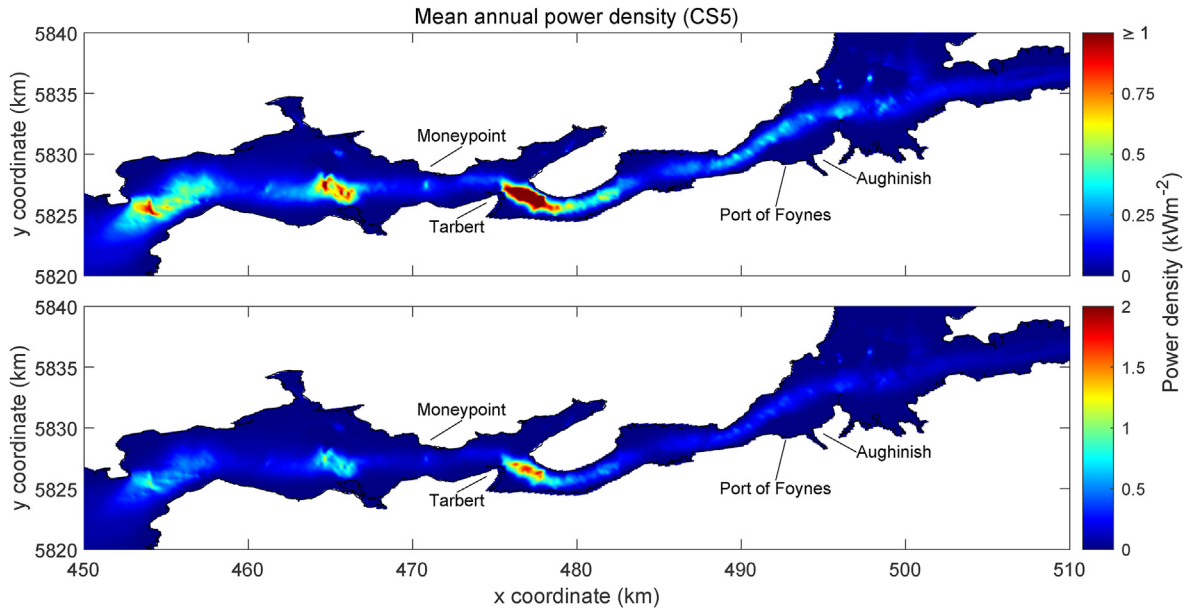 Mean annual power density (CS5)
5840
5835
5830
5825
5820
y coordinate (km)
Moneypoint
Tarbert
Port of Foynes
Aughinish
≥ 1
0.75
0.5
0.25
0
5840
5835
5830
5825
5820
y coordinate (km)
Moneypoint
Tarbert
Port of Foynes
Aughinish
2
1.5
1
0.5
0
Power density (kWm-2)
450 460 470 480 490 500 510
x coordinate (km)